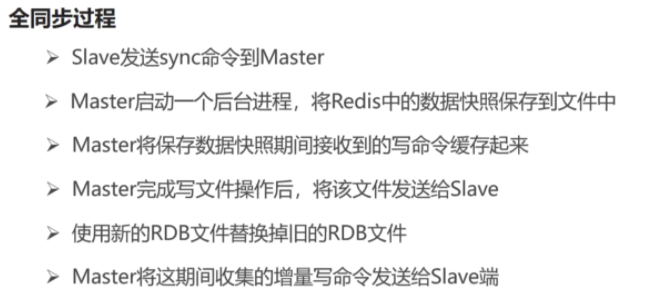 全同步过程
➢ Slave发送sync命令到Master
➢ Master启动一个后台进程，将Redis中的数据快照保存到文件中
➢ Master将保存数据快照期间接收到的写命令缓存起来
➢ Master完成写文件操作后，将该文件发送给Slave
➢ 使用新的RDB文件替换掉旧的RDB文件
➢ Master将这期间收集的增量写命令发送给Slave端